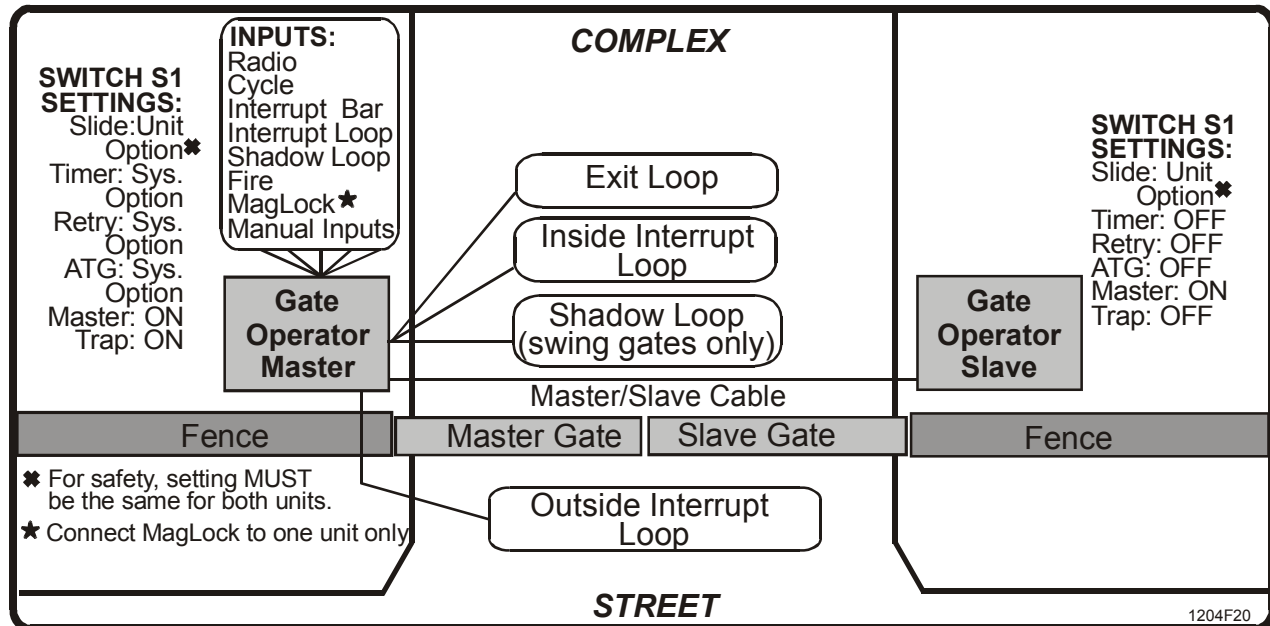 COMPLEX
INPUTS:
Radio
Cycle
Interrupt Bar
Interrupt Loop
Shadow Loop
Fire
MagLock★
Manual Inputs
SWITCH S1
SETTINGS:
Slide:Unit
Option✖
Timer: Sys.
Option
Retry: Sys.
Option
ATG: Sys.
Option
Master: ON
Trap: ON
Gate
Operator
Master
Exit Loop
Inside Interrupt
Loop
Shadow Loop
(swing gates only)
SWITCH S1
SETTINGS:
Slide: Unit
Option✖
Timer: OFF
Retry: OFF
ATG: OFF
Master: ON
Trap: OFF
Gate
Operator
Slave
Master/Slave Cable
Fence
Master Gate
Slave Gate
Fence
✖ For safety, setting MUST
be the same for both units.
★ Connect MagLock to one unit only
Outside Interrupt
Loop
STREET
1204F20